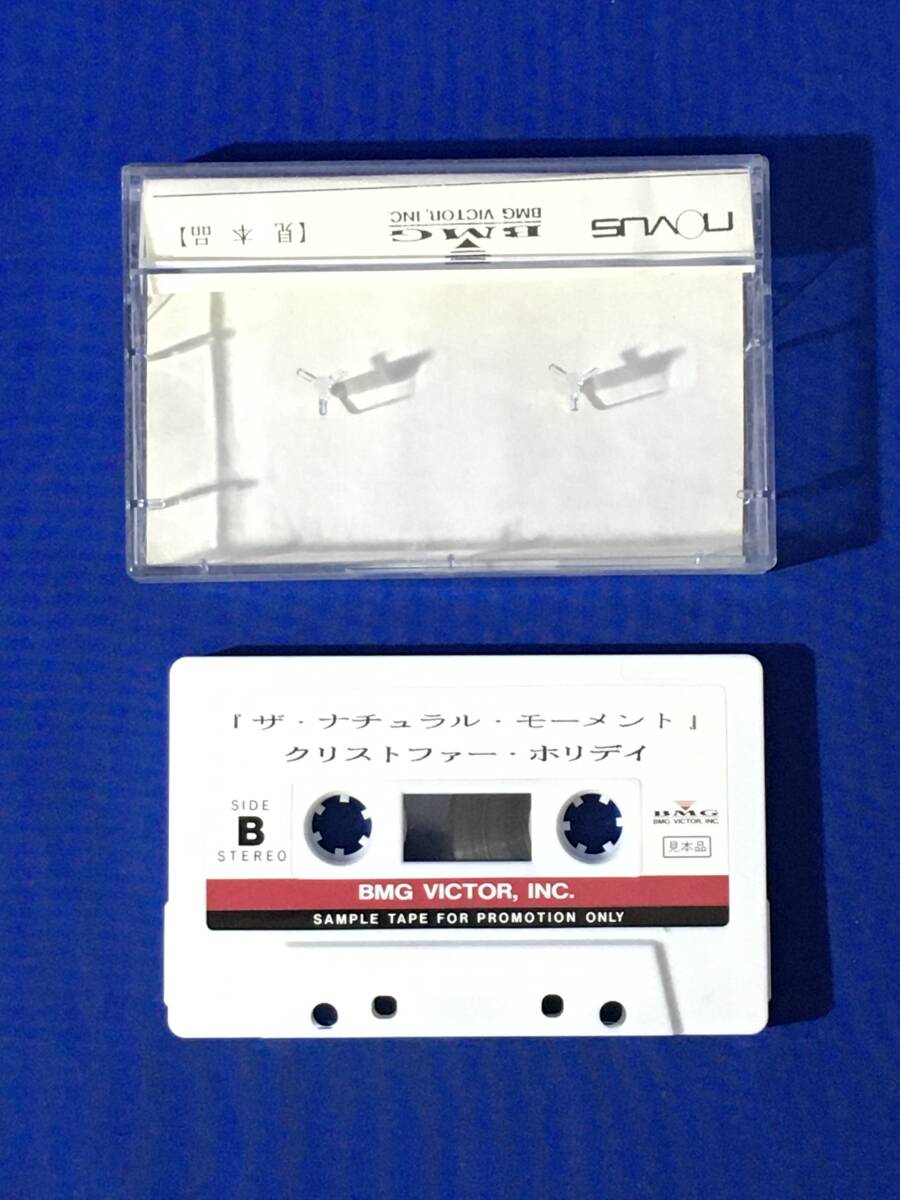 novus
BMG
BMG VICTOR, INC.
【見本品】
『ザ・ナチュラル・モーメント』
クリストファー・ホリデイ
SIDE
B
STEREO
BMG
BMG VICTOR, INC.
見本品
BMG VICTOR, INC.
SAMPLE TAPE FOR PROMOTION ONLY